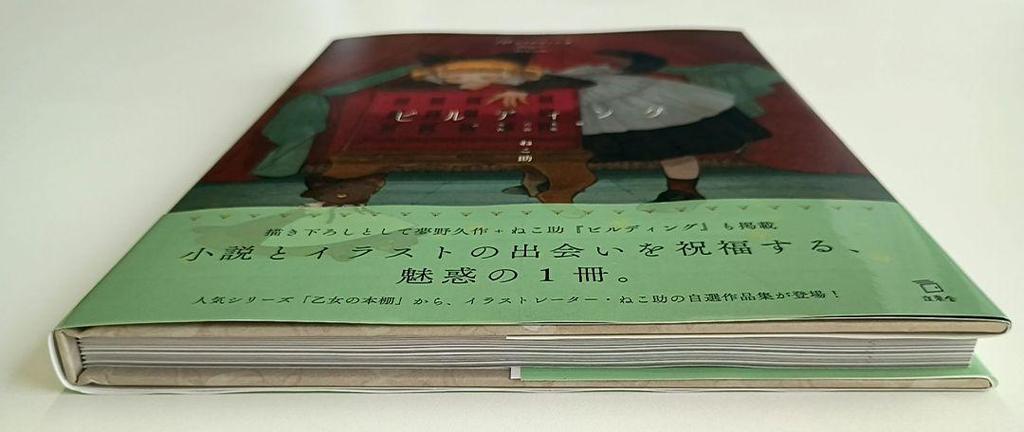 ビルディング
ねこ助
描き下ろしとして夢野久作+ねこ助『ビルディング』も掲載
小説とイラストの出会いを祝福する、
魅惑の1冊。
人気シリーズ「乙女の本棚」から、イラストレーター・ねこ助の自選作品集が登場!
立東舎